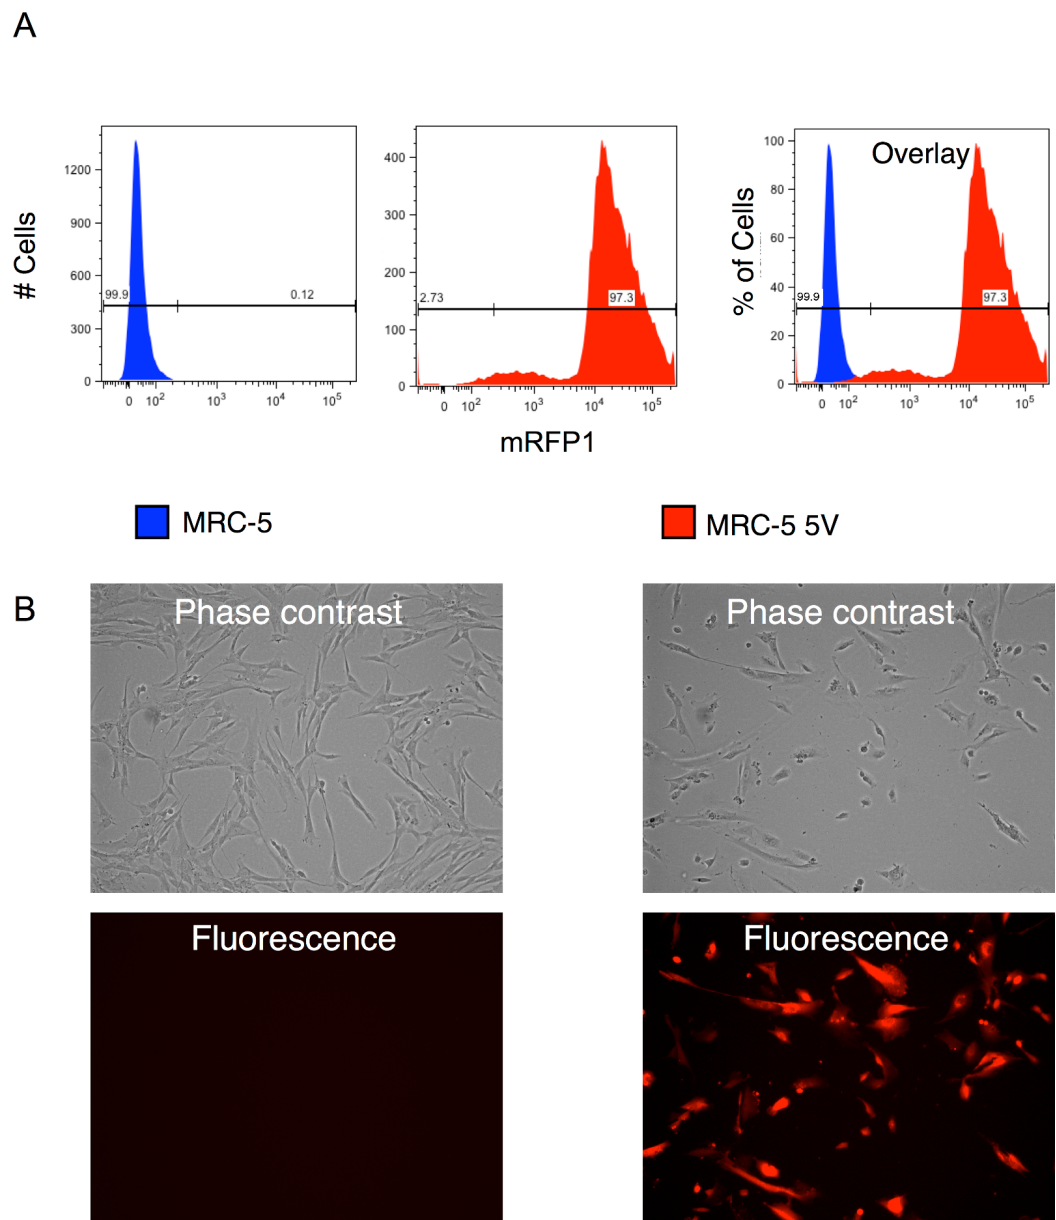 A
# Cells
1200
900
600
300
0
99.9
0.12
0 10² 10³ 10⁴ 10⁵
400
300
200
100
0
2.73
97.3
0 10² 10³ 10⁴ 10⁵
mRFP1
% of Cells
100
80
60
40
20
0
Overlay
99.9
97.3
0 10² 10³ 10⁴ 10⁵
MRC-5
MRC-5 5V
B
Phase contrast
Phase contrast
Fluorescence
Fluorescence